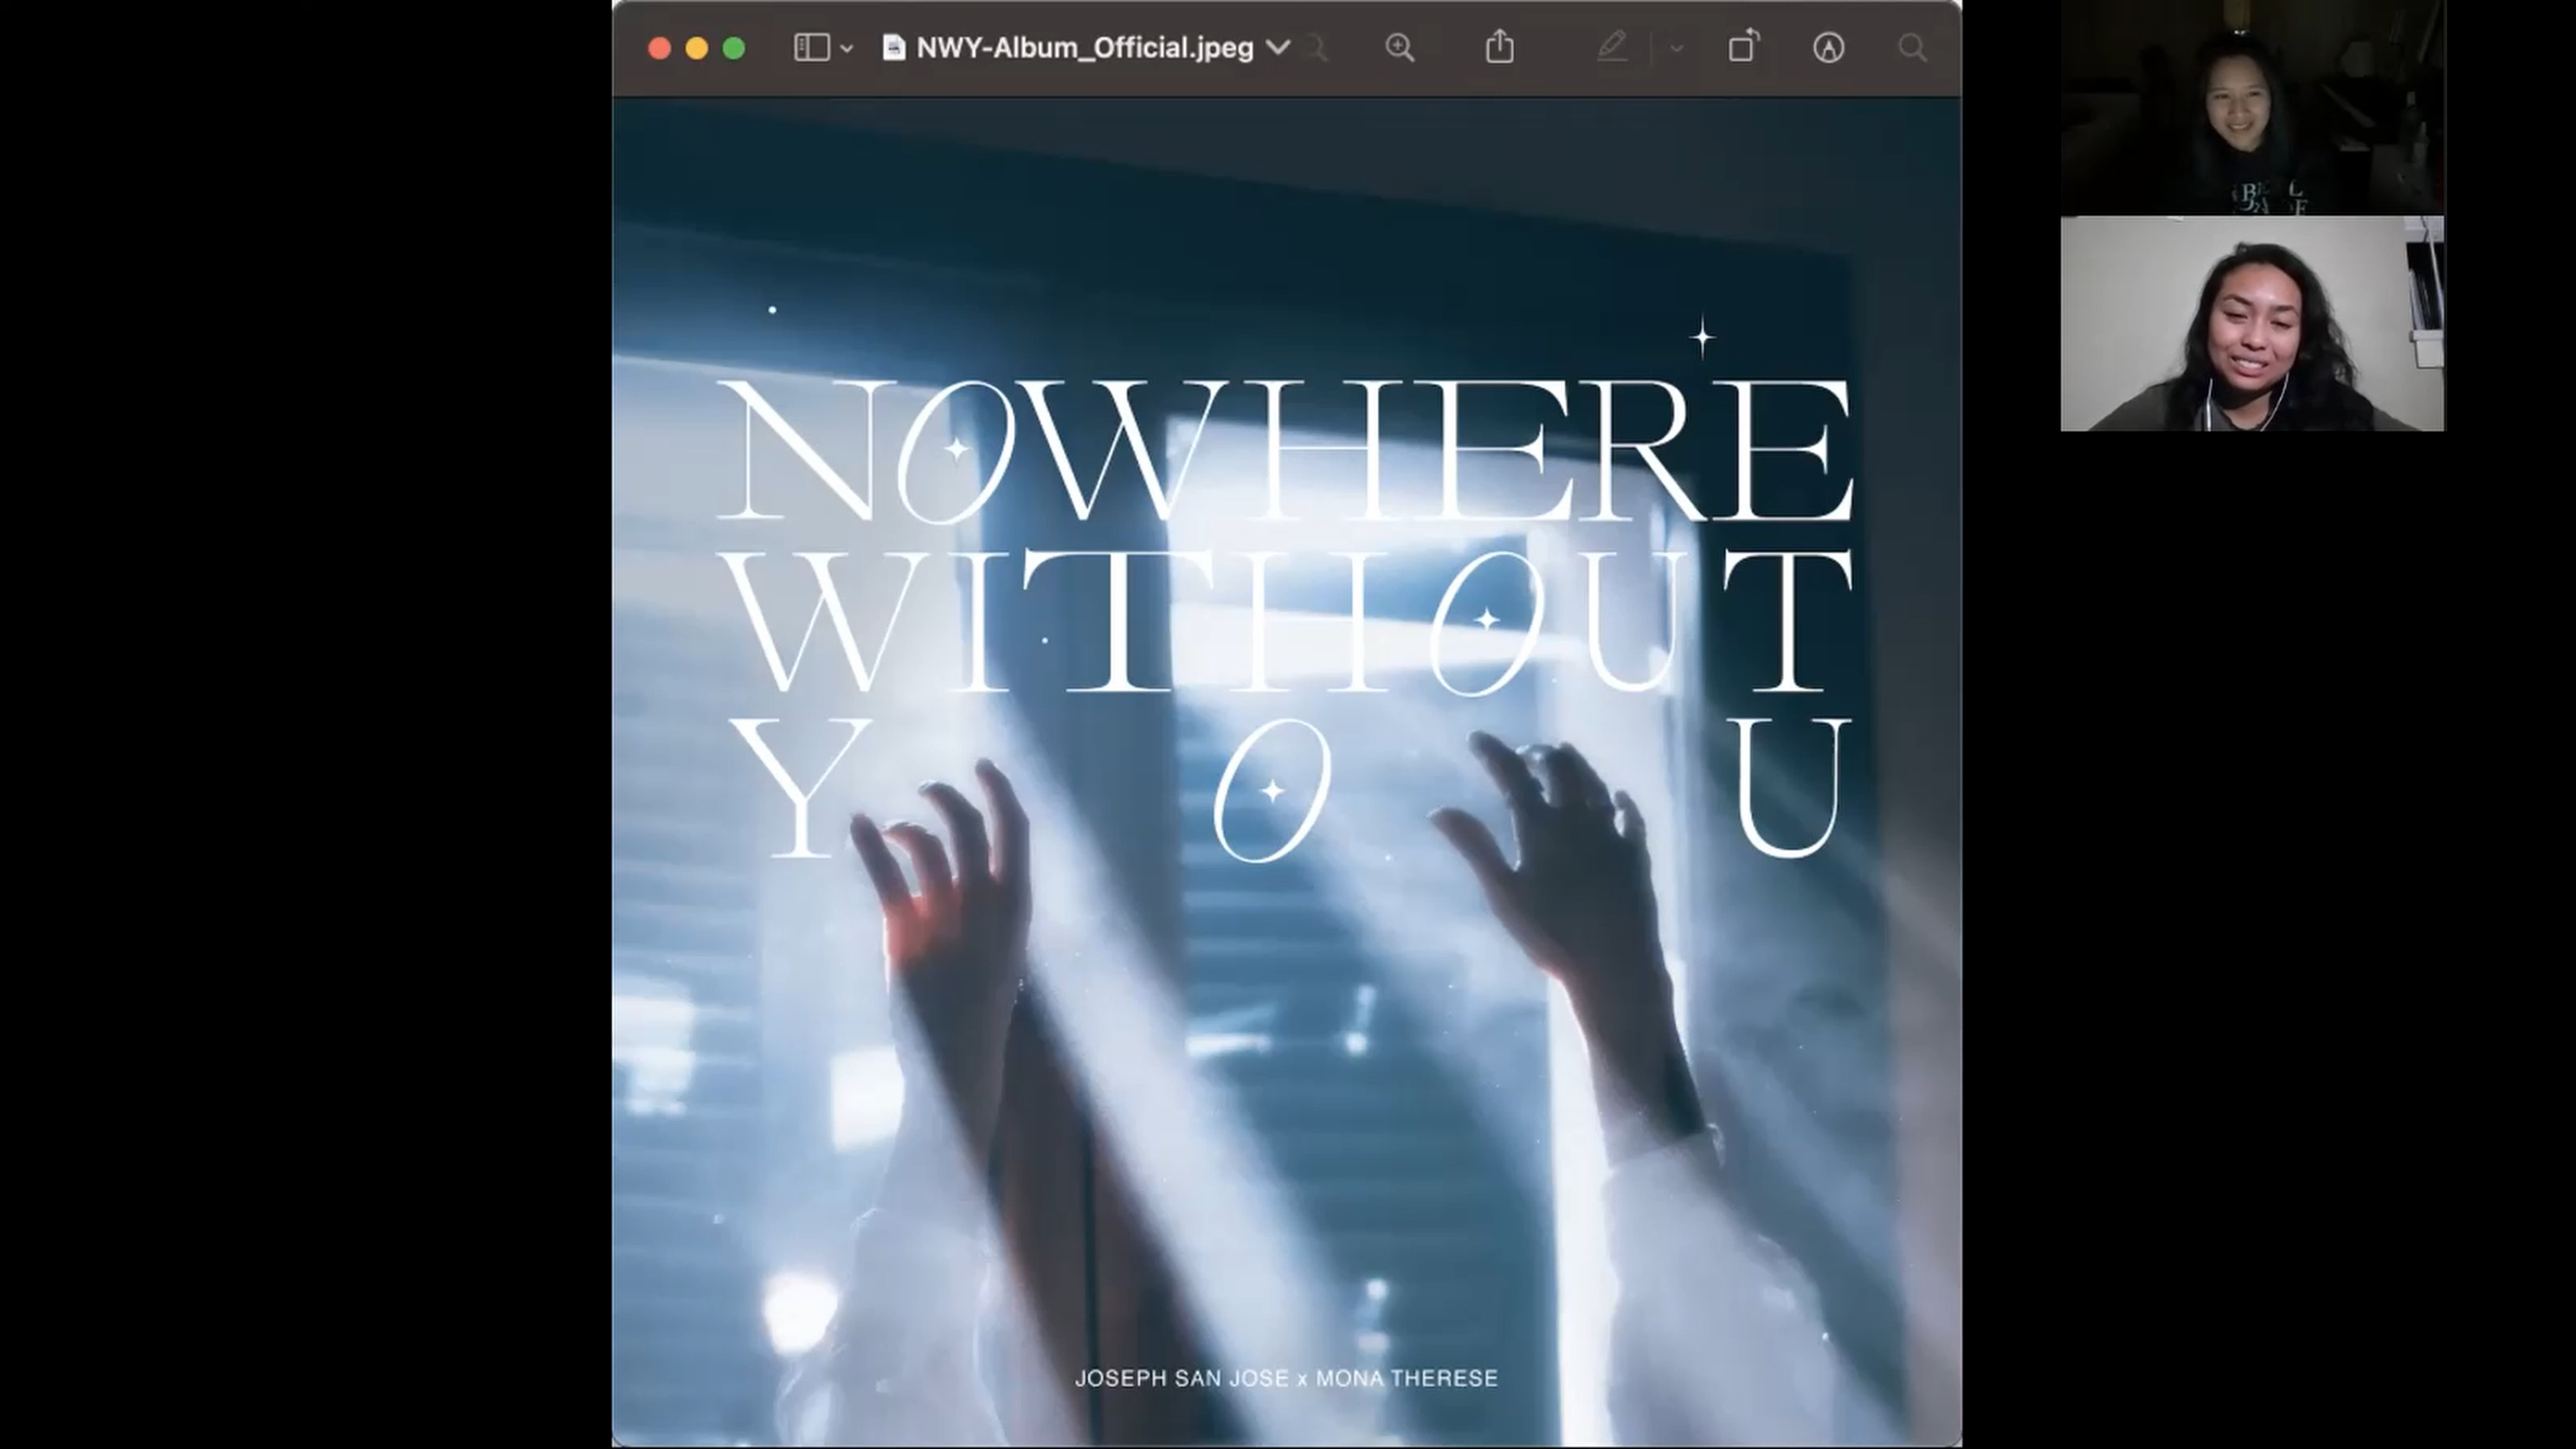 NWY-Album_Official.jpeg
NOWHERE
WITHOUT
YOU
JOSEPH SAN JOSE x MONA THERESE